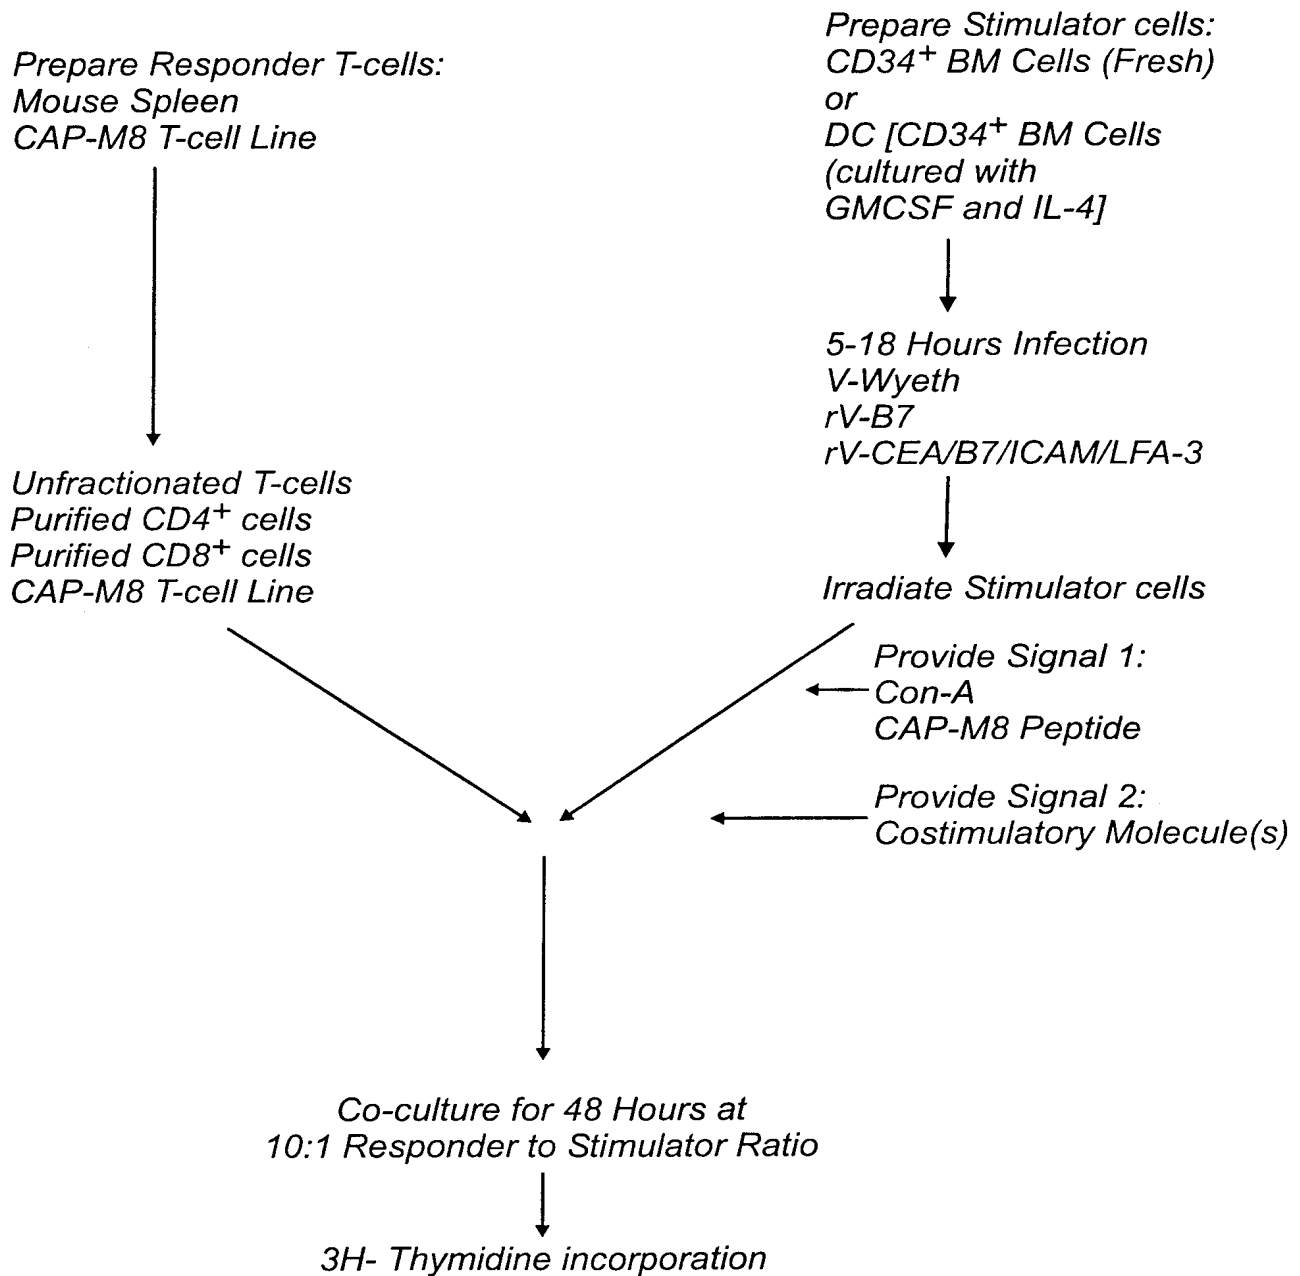 Prepare Responder T-cells:
Mouse Spleen
CAP-M8 T-cell Line
Prepare Stimulator cells:
CD34+ BM Cells (Fresh)
or
DC [CD34+ BM Cells
(cultured with
GMCSF and IL-4]
5-18 Hours Infection
V-Wyeth
rV-B7
rV-CEA/B7/ICAM/LFA-3
Unfractionated T-cells
Purified CD4+ cells
Purified CD8+ cells
CAP-M8 T-cell Line
Irradiate Stimulator cells
Provide Signal 1:
Con-A
CAP-M8 Peptide
Provide Signal 2:
Costimulatory Molecule(s)
Co-culture for 48 Hours at
10:1 Responder to Stimulator Ratio
3H- Thymidine incorporation